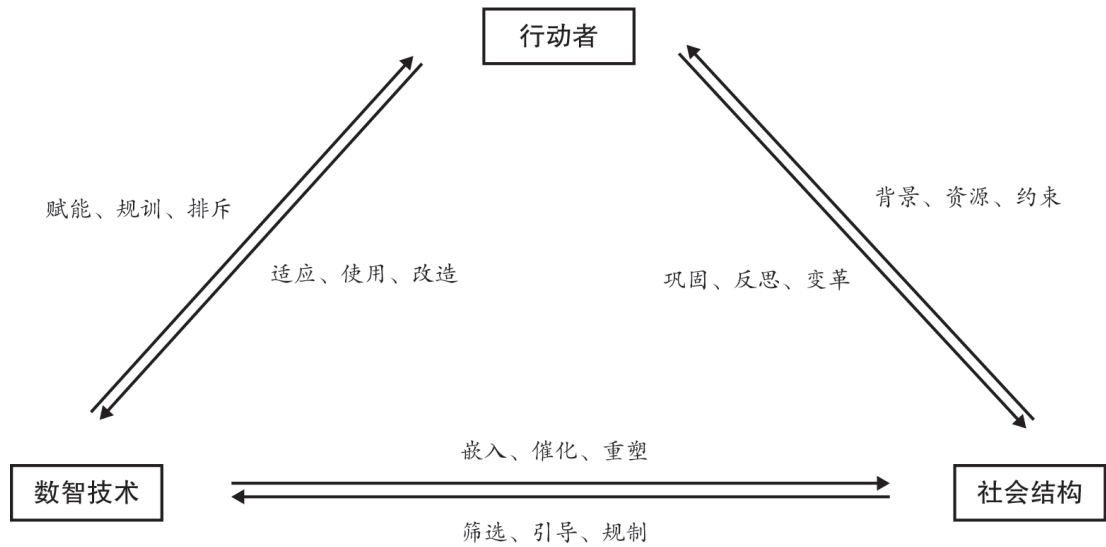 行动者
赋能、规训、排斥
背景、资源、约束
适应、使用、改造
巩固、反思、变革
嵌入、催化、重塑
数智技术
社会结构
筛选、引导、规制